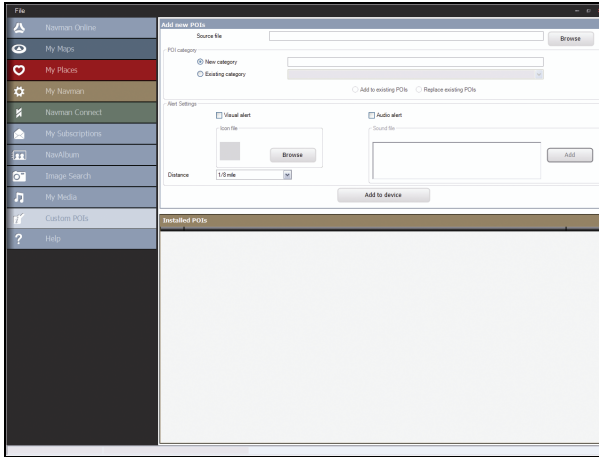 File
Navman Online
My Maps
My Places
My Navman
Navman Connect
My Subscriptions
NavAlbum
Image Search
My Media
Custom POIs
Help
Add new POIs
Source file
Browse
POI category
New category
Existing category
Add to existing POIs Replace existing POIs
Alert Settings
Visual alert
Icon file
Browse
Distance 1/8 mile
Audio alert
Sound file
Add
Add to device
Installed POIs